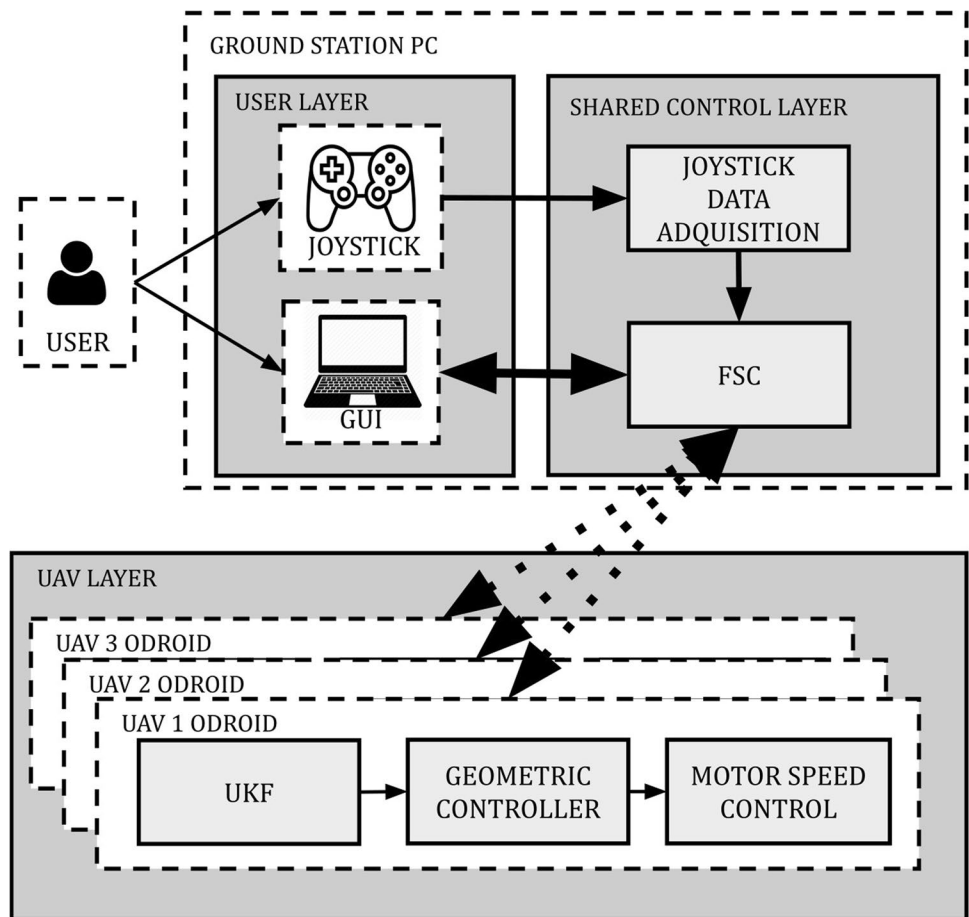 GROUND STATION PC
USER LAYER
JOYSTICK
GUI
USER
SHARED CONTROL LAYER
JOYSTICK
DATA
ADQUISITION
FSC
UAV LAYER
UAV 3 ODROID
UAV 2 ODROID
UAV 1 ODROID
UKF
GEOMETRIC
CONTROLLER
MOTOR SPEED
CONTROL